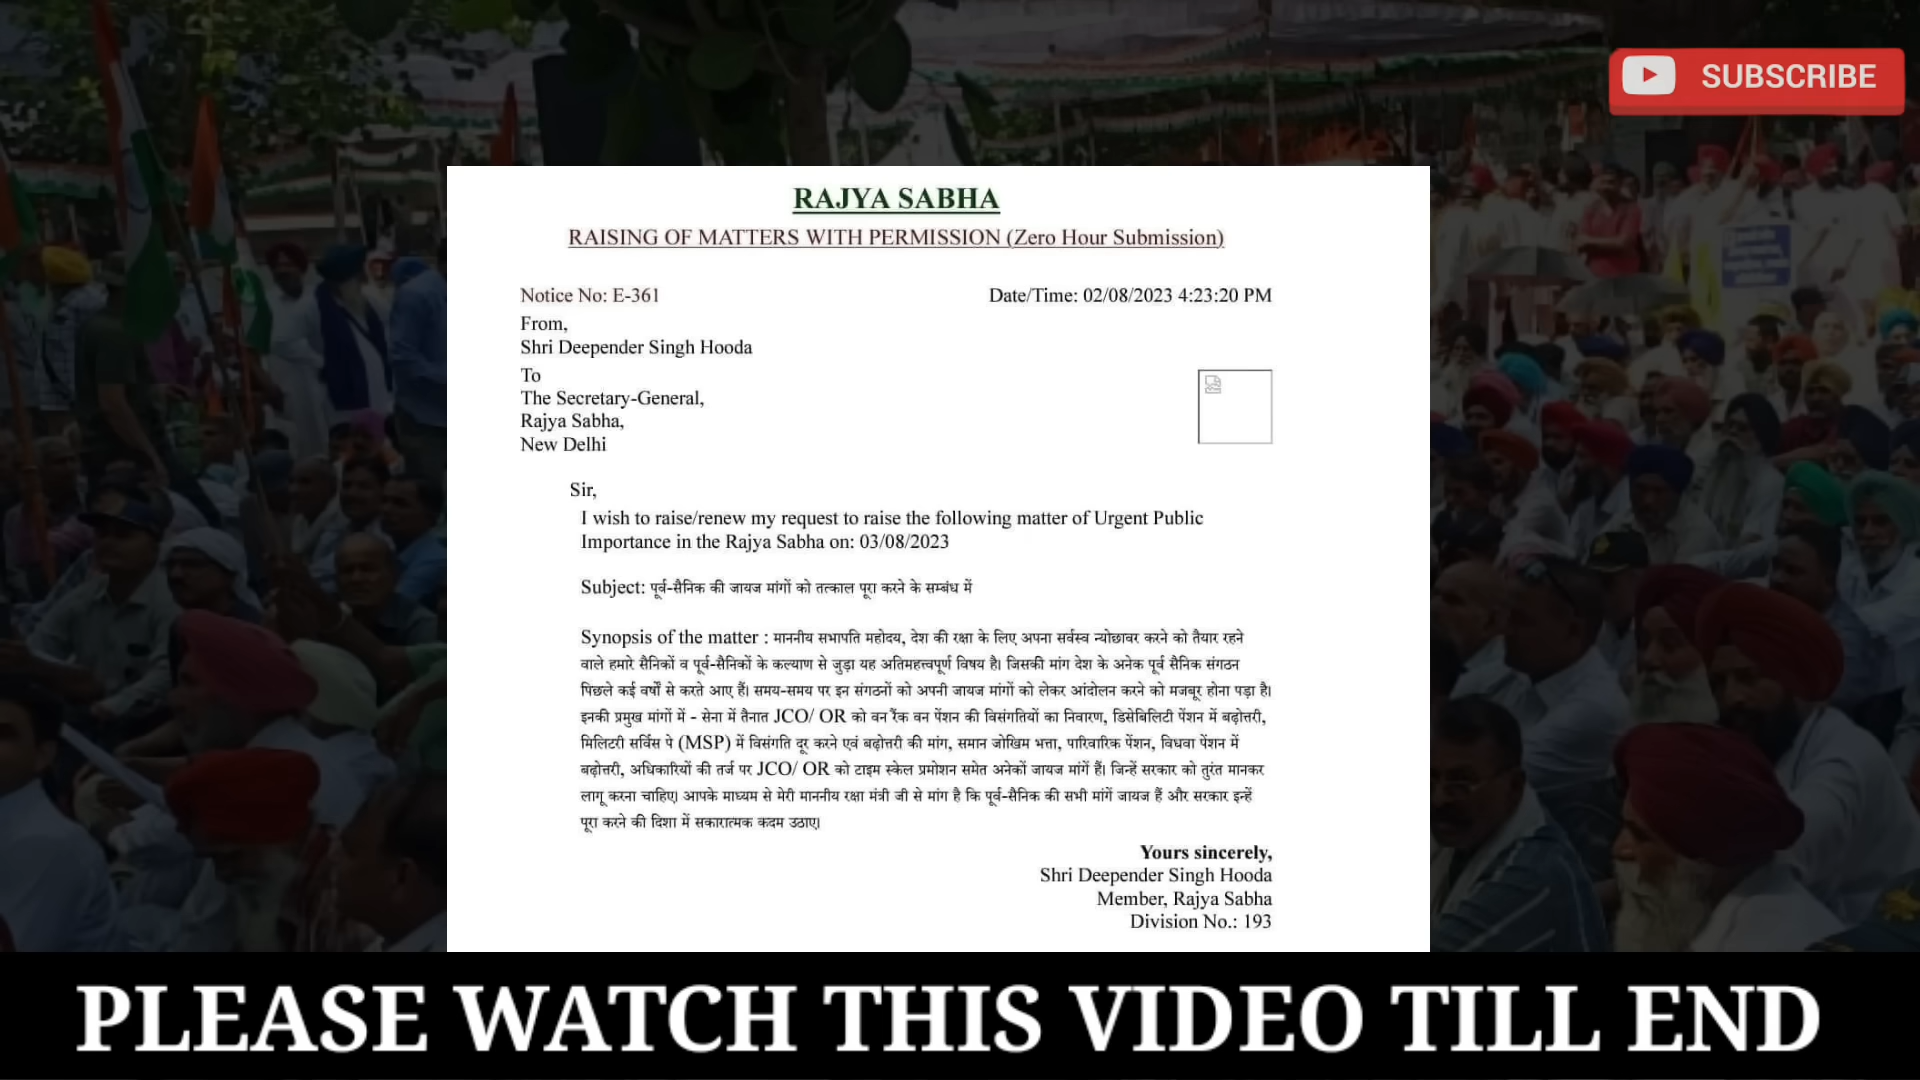 SUBSCRIBE
RAJYA SABHA
RAISING OF MATTERS WITH PERMISSION (Zero Hour Submission)
Notice No: E-361 Date/Time: 02/08/2023 4:23:20 PM
From,
Shri Deepender Singh Hooda
To
The Secretary-General,
Rajya Sabha,
New Delhi
Sir,
I wish to raise/renew my request to raise the following matter of Urgent Public
Importance in the Rajya Sabha on: 03/08/2023
Subject: पूर्व-सैनिक की जायज मांगों को तत्काल पूरा करने के सम्बंध में
Synopsis of the matter : माननीय सभापति महोदय, देश की रक्षा के लिए अपना सर्वस्व न्योछावर करने को तैयार रहने
वाले हमारे सैनिकों व पूर्व-सैनिकों के कल्याण से जुड़ा यह अतिमहत्त्वपूर्ण विषय है। जिसकी मांग देश के अनेक पूर्व सैनिक संगठन
पिछले कई वर्षों से करते आए हैं। समय-समय पर इन संगठनों को अपनी जायज मांगों को लेकर आंदोलन करने को मजबूर होना पड़ा है।
इनकी प्रमुख मांगों में - सेना में तैनात JCO/ OR को वन रैंक वन पेंशन की विसंगतियों का निवारण, डिसेबिलिटी पेंशन में बढ़ोत्तरी,
मिलिटरी सर्विस पे (MSP) में विसंगति दूर करने एवं बढ़ोत्तरी की मांग, समान जोखिम भत्ता, पारिवारिक पेंशन, विधवा पेंशन में
बढ़ोत्तरी, अधिकारियों की तर्ज पर JCO/ OR को टाइम स्केल प्रमोशन समेत अनेकों जायज मांगें हैं। जिन्हें सरकार को तुरंत मानकर
लागू करना चाहिए। आपके माध्यम से मेरी माननीय रक्षा मंत्री जी से मांग है कि पूर्व-सैनिक की सभी मांगें जायज हैं और सरकार इन्हें
पूरा करने की दिशा में सकारात्मक कदम उठाए।
Yours sincerely,
Shri Deepender Singh Hooda
Member, Rajya Sabha
Division No.: 193
PLEASE WATCH THIS VIDEO TILL END